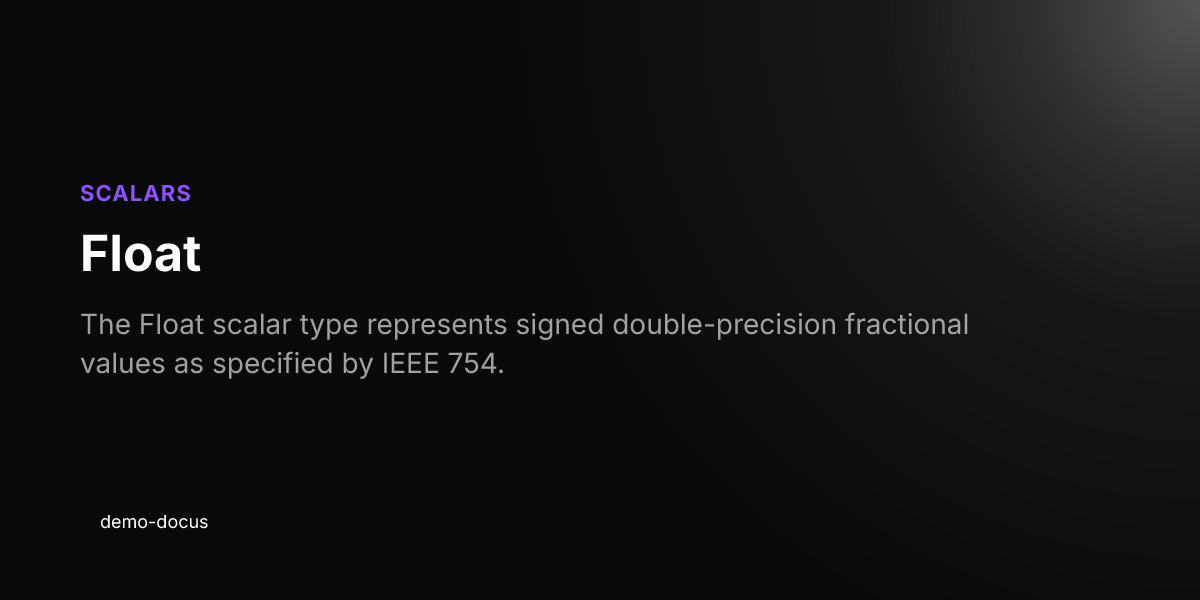 SCALARS
Float
The Float scalar type represents signed double-precision fractional
values as specified by IEEE 754.
demo-docus